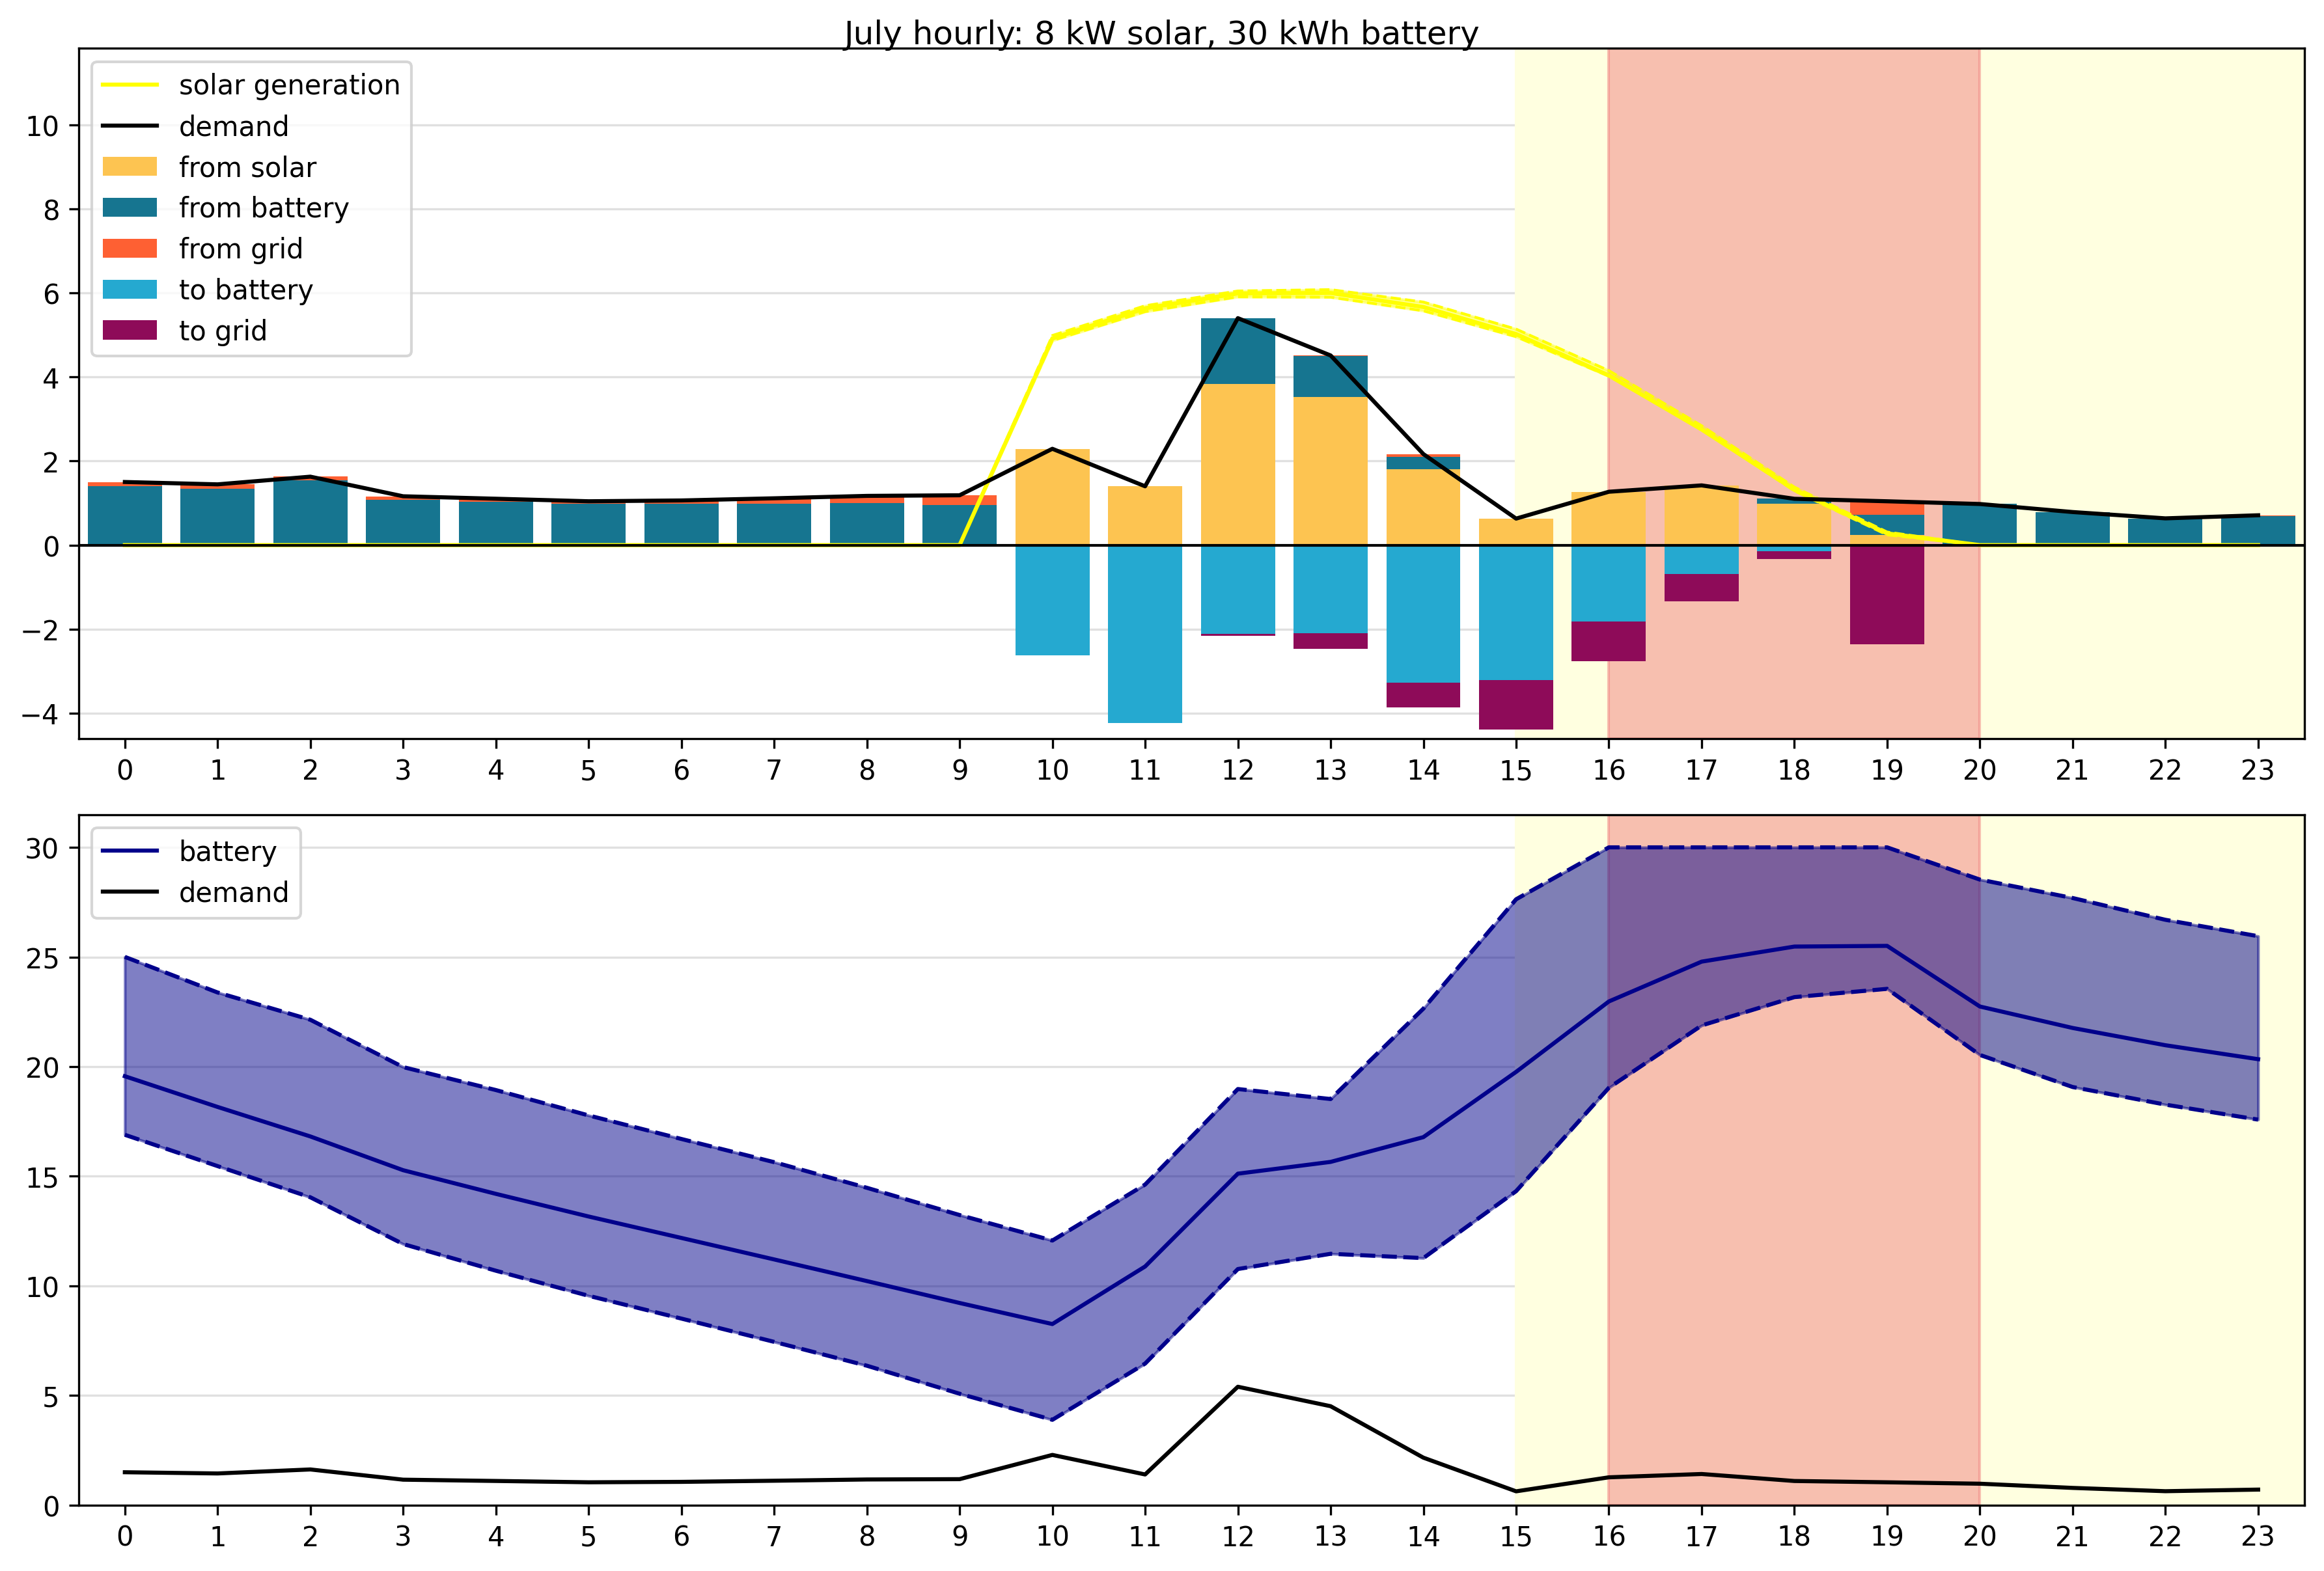 July hourly: 8 kW solar, 30 kWh battery
solar generation
demand
from solar
from battery
from grid
to battery
to grid
10
8
6
4
2
0
−2
−4
0 1 2 3 4 5 6 7 8 9 10 11 12 13 14 15 16 17 18 19 20 21 22 23
battery
demand
30
25
20
15
10
5
0
0 1 2 3 4 5 6 7 8 9 10 11 12 13 14 15 16 17 18 19 20 21 22 23